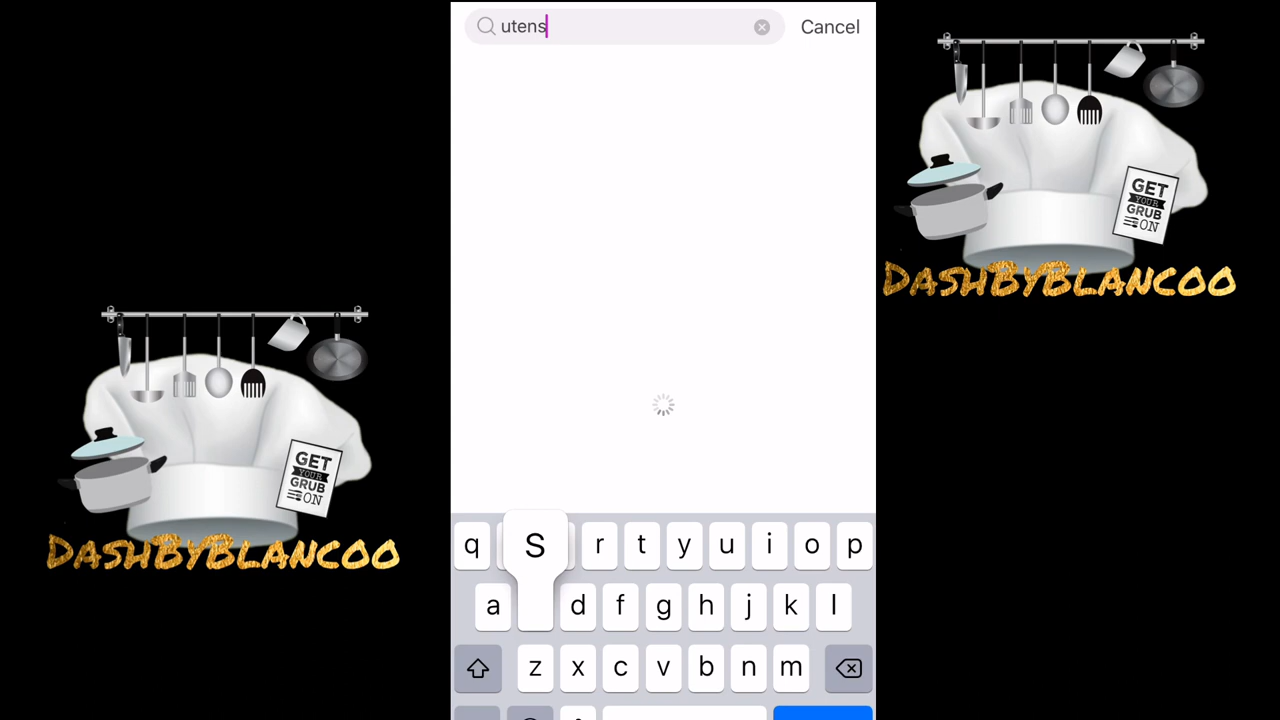 utens
Cancel
GET
YOUR
GRUB
ON
DASHBYBLANCOO
GET
YOUR
GRUB
ON
DASHBYBLANCOO
q S r t y u i o p
a d f g h j k l
z x c v b n m